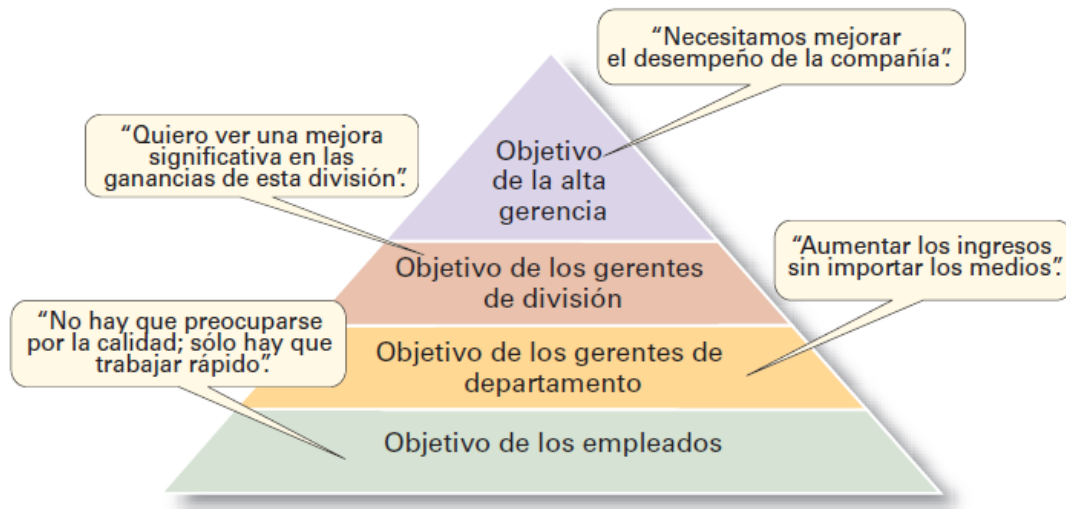 “Necesitamos mejorar
el desempeño de la compañía”.
“Quiero ver una mejora
significativa en las
ganancias de esta división”.
Objetivo
de la alta
gerencia
“Aumentar los ingresos
sin importar los medios”.
Objetivo de los gerentes
de división
“No hay que preocuparse
por la calidad; sólo hay que
trabajar rápido”.
Objetivo de los gerentes de
departamento
Objetivo de los empleados